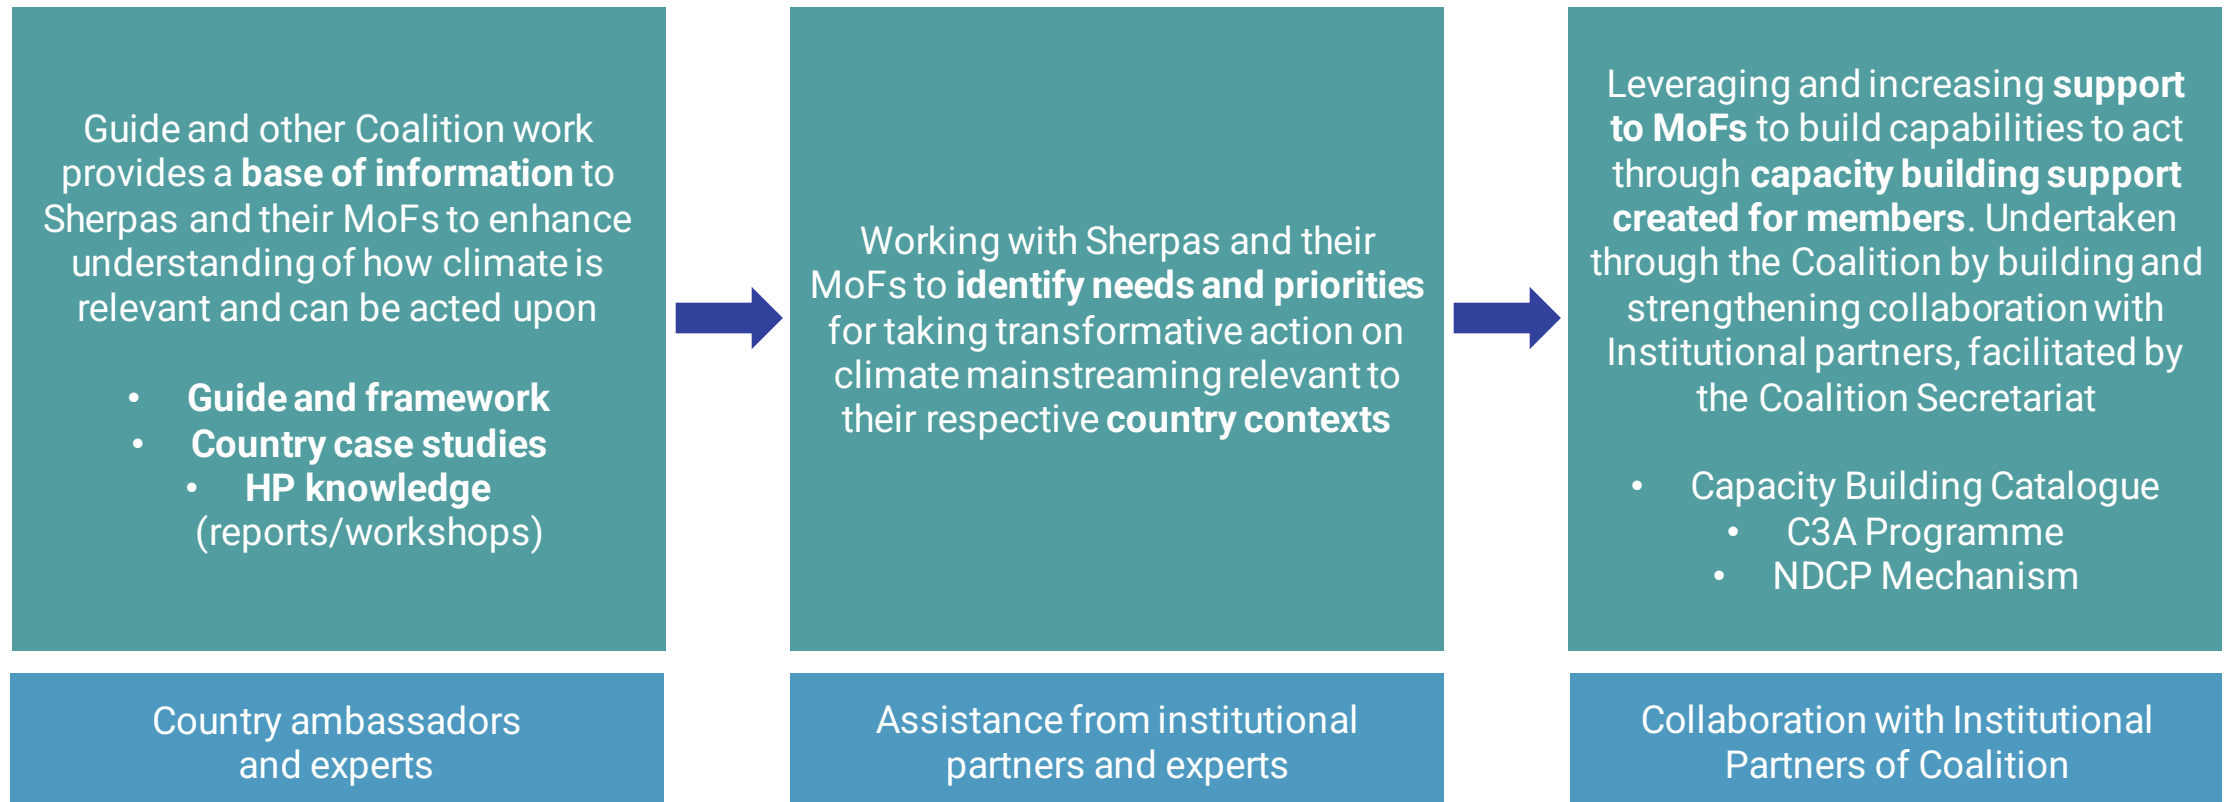 Guide and other Coalition work
provides a base of information to
Sherpas and their MoFs to enhance
understanding of how climate is
relevant and can be acted upon
• Guide and framework
• Country case studies
• HP knowledge
(reports/workshops)
Country ambassadors
and experts
Working with Sherpas and their
MoFs to identify needs and priorities
for taking transformative action on
climate mainstreaming relevant to
their respective country contexts
Assistance from institutional
partners and experts
Leveraging and increasing support
to MoFs to build capabilities to act
through capacity building support
created for members. Undertaken
through the Coalition by building and
strengthening collaboration with
Institutional partners, facilitated by
the Coalition Secretariat
• Capacity Building Catalogue
• C3A Programme
• NDCP Mechanism
Collaboration with Institutional
Partners of Coalition